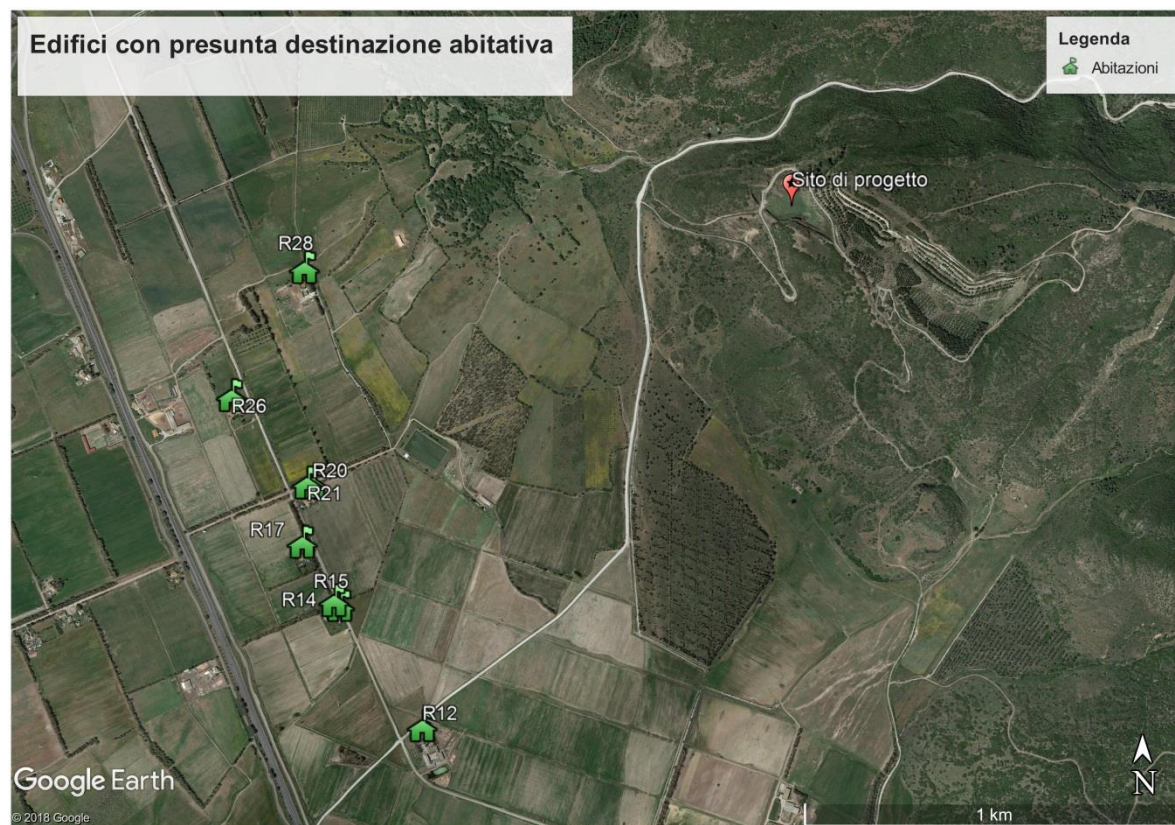 Edifici con presunta destinazione abitativa
Legenda
Abitazioni
Sito di progetto
R28
R26
R20
R21
R17
R15
R14
R12
Google Earth
N
© 2018 Google
1 km